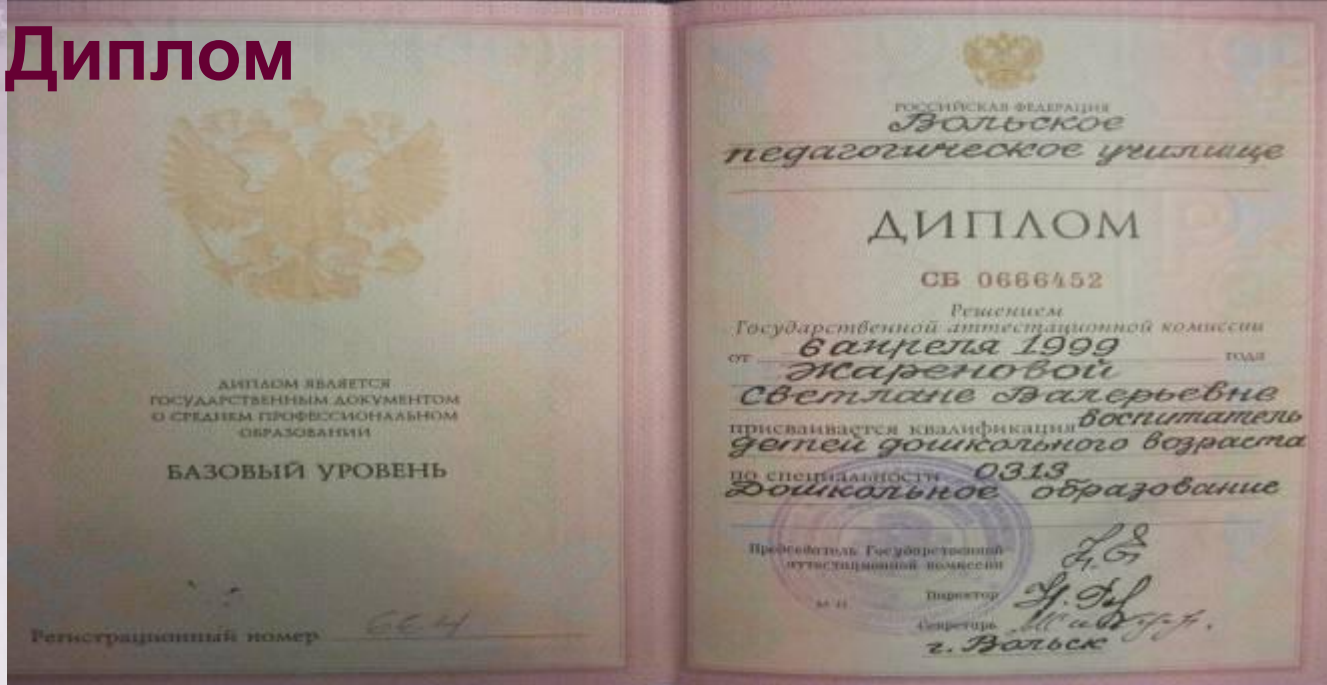 Диплом
ДИПЛОМ ЯВЛЯЕТСЯ
ГОСУДАРСТВЕННЫМ ДОКУМЕНТОМ
О СРЕДНЕМ ПРОФЕССИОНАЛЬНОМ
ОБРАЗОВАНИИ
БАЗОВЫЙ УРОВЕНЬ
Регистрационный номер 664
РОССИЙСКАЯ ФЕДЕРАЦИЯ
Вольское
педагогическое училище
ДИПЛОМ
СБ 0666452
Решением
Государственной аттестационной комиссии
от 6 апреля 1999 года
Жареновой
Светлане Валерьевне
присваивается квалификация воспитатель
детей дошкольного возраста
по специальности 0313
Дошкольное образование
Председатель Государственной
аттестационной комиссии
М.П. Директор
Секретарь
г. Вольск